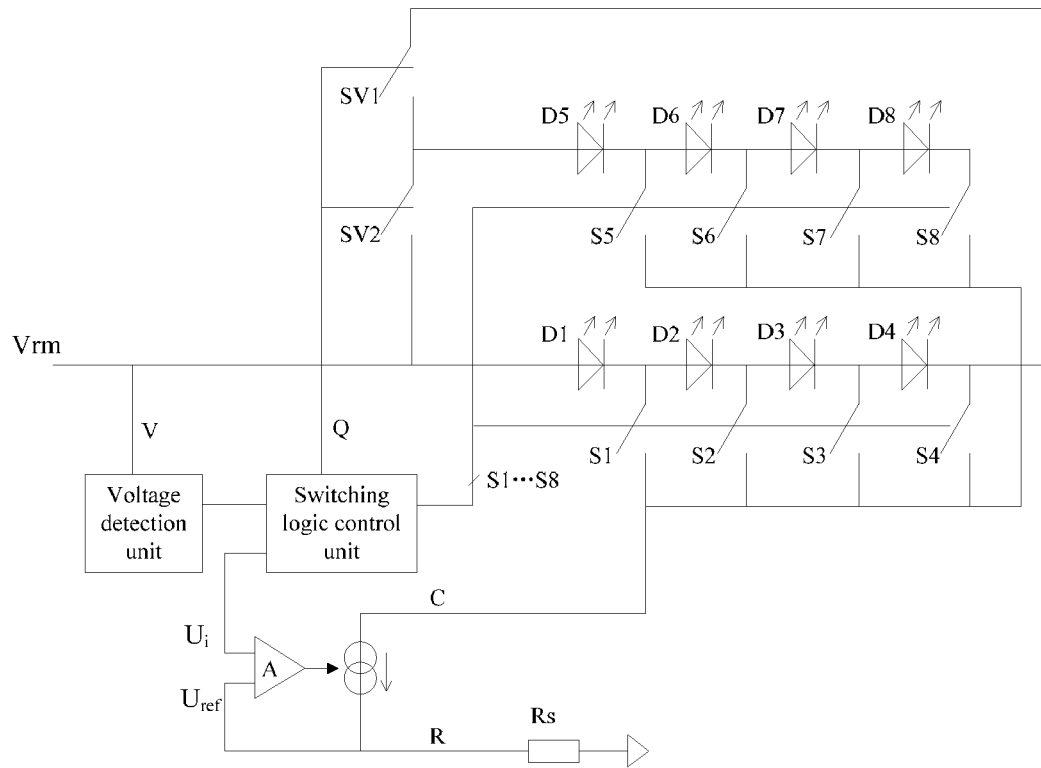 SV1
D5 D6 D7 D8
SV2
S5 S6 S7 S8
Vrm
D1 D2 D3 D4
V
Q
S1 S2 S3 S4
S1···S8
Voltage
detection
unit
Switching
logic control
unit
C
Ui
A
Uref
R
Rs